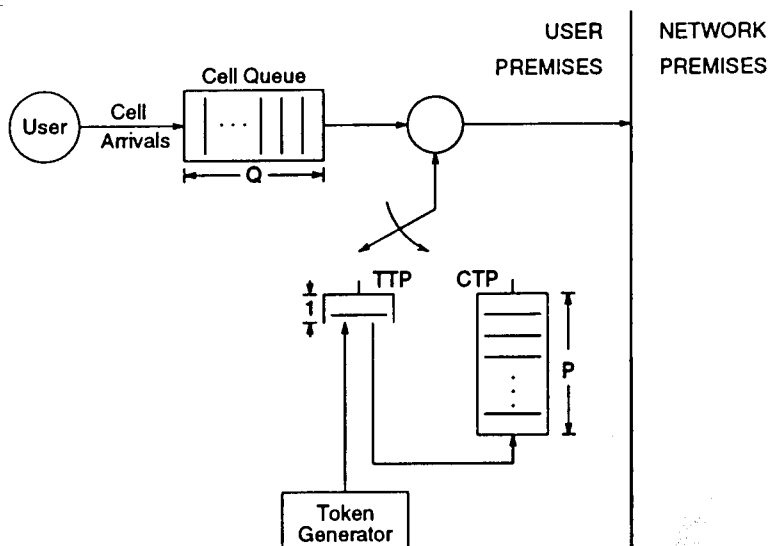 USER
PREMISES
NETWORK
PREMISES
Cell Queue
User
Cell
Arrivals
...
Q
TTP
CTP
1
P
Token
Generator